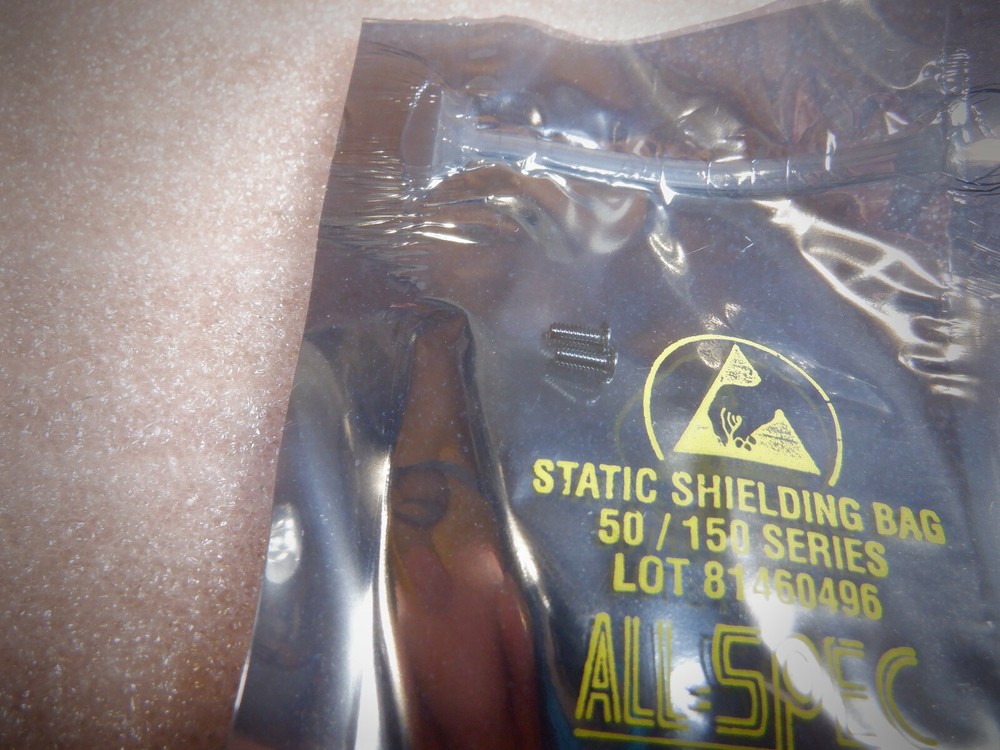 STATIC SHIELDING BAG
50 / 150 SERIES
LOT 81460496
ALL-SPEC